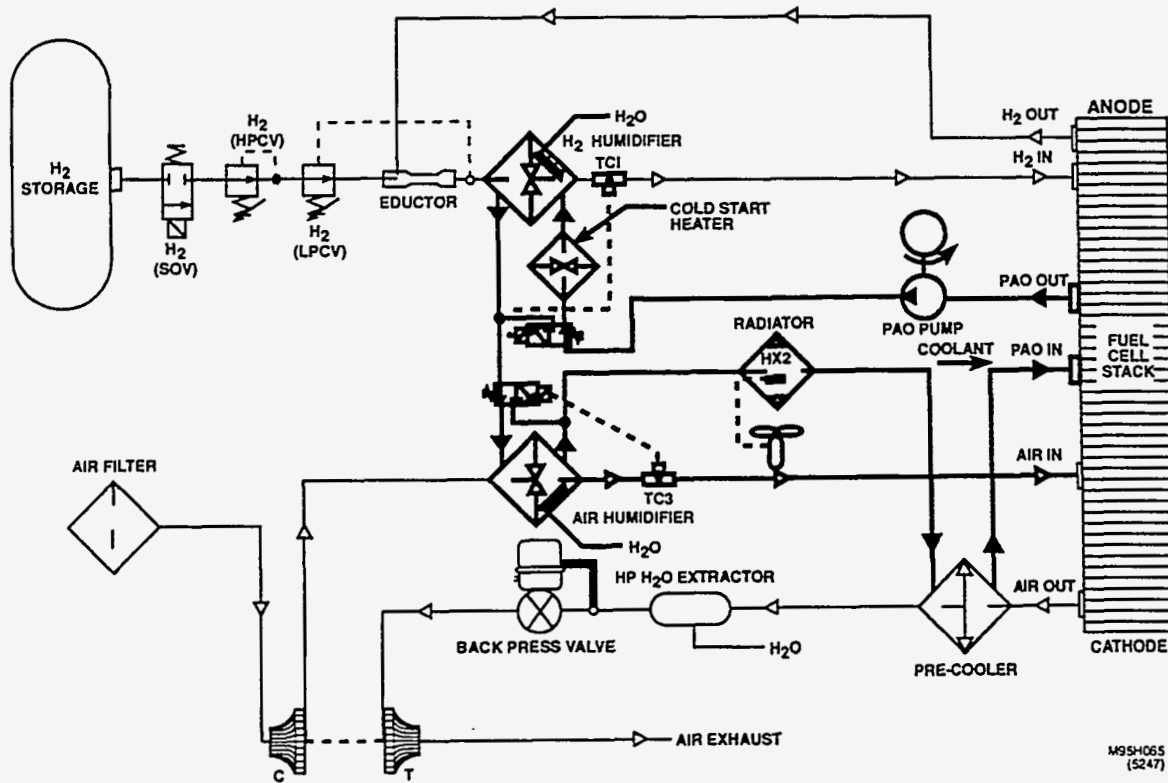 H2 STORAGE
H2 (SOV)
H2 (HPCV)
H2 (LPCV)
EDUCTOR
H2O
H2 HUMIDIFIER
TC1
COLD START HEATER
H2 OUT
H2 IN
ANODE
PAO OUT
PAO PUMP
RADIATOR
HX2
COOLANT
PAO IN
FUEL CELL STACK
AIR FILTER
AIR IN
TC3
AIR HUMIDIFIER
H2O
HP H2O EXTRACTOR
AIR OUT
BACK PRESS VALVE
H2O
CATHODE
PRE-COOLER
AIR EXHAUST
C
T
M95H065
(5247)